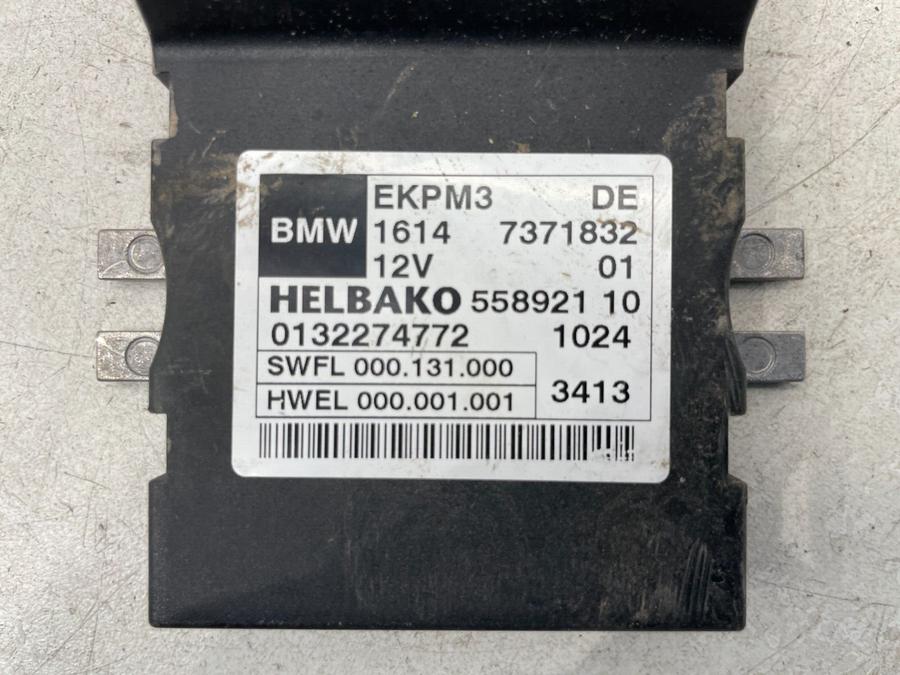 EKPM3 DE
BMW 1614 7371832
12V 01
HELBAKO 558921 10
0132274772 1024
SWFL 000.131.000
HWEL 000.001.001 3413